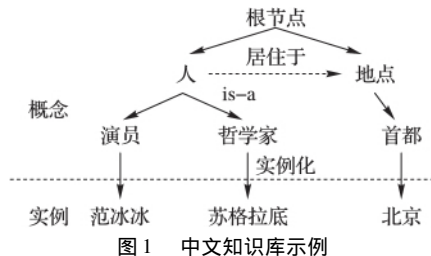 根节点
居住于
人
地点
is-a
概念
演员
哲学家
首都
实例化
实例
范冰冰
苏格拉底
北京
图1 中文知识库示例